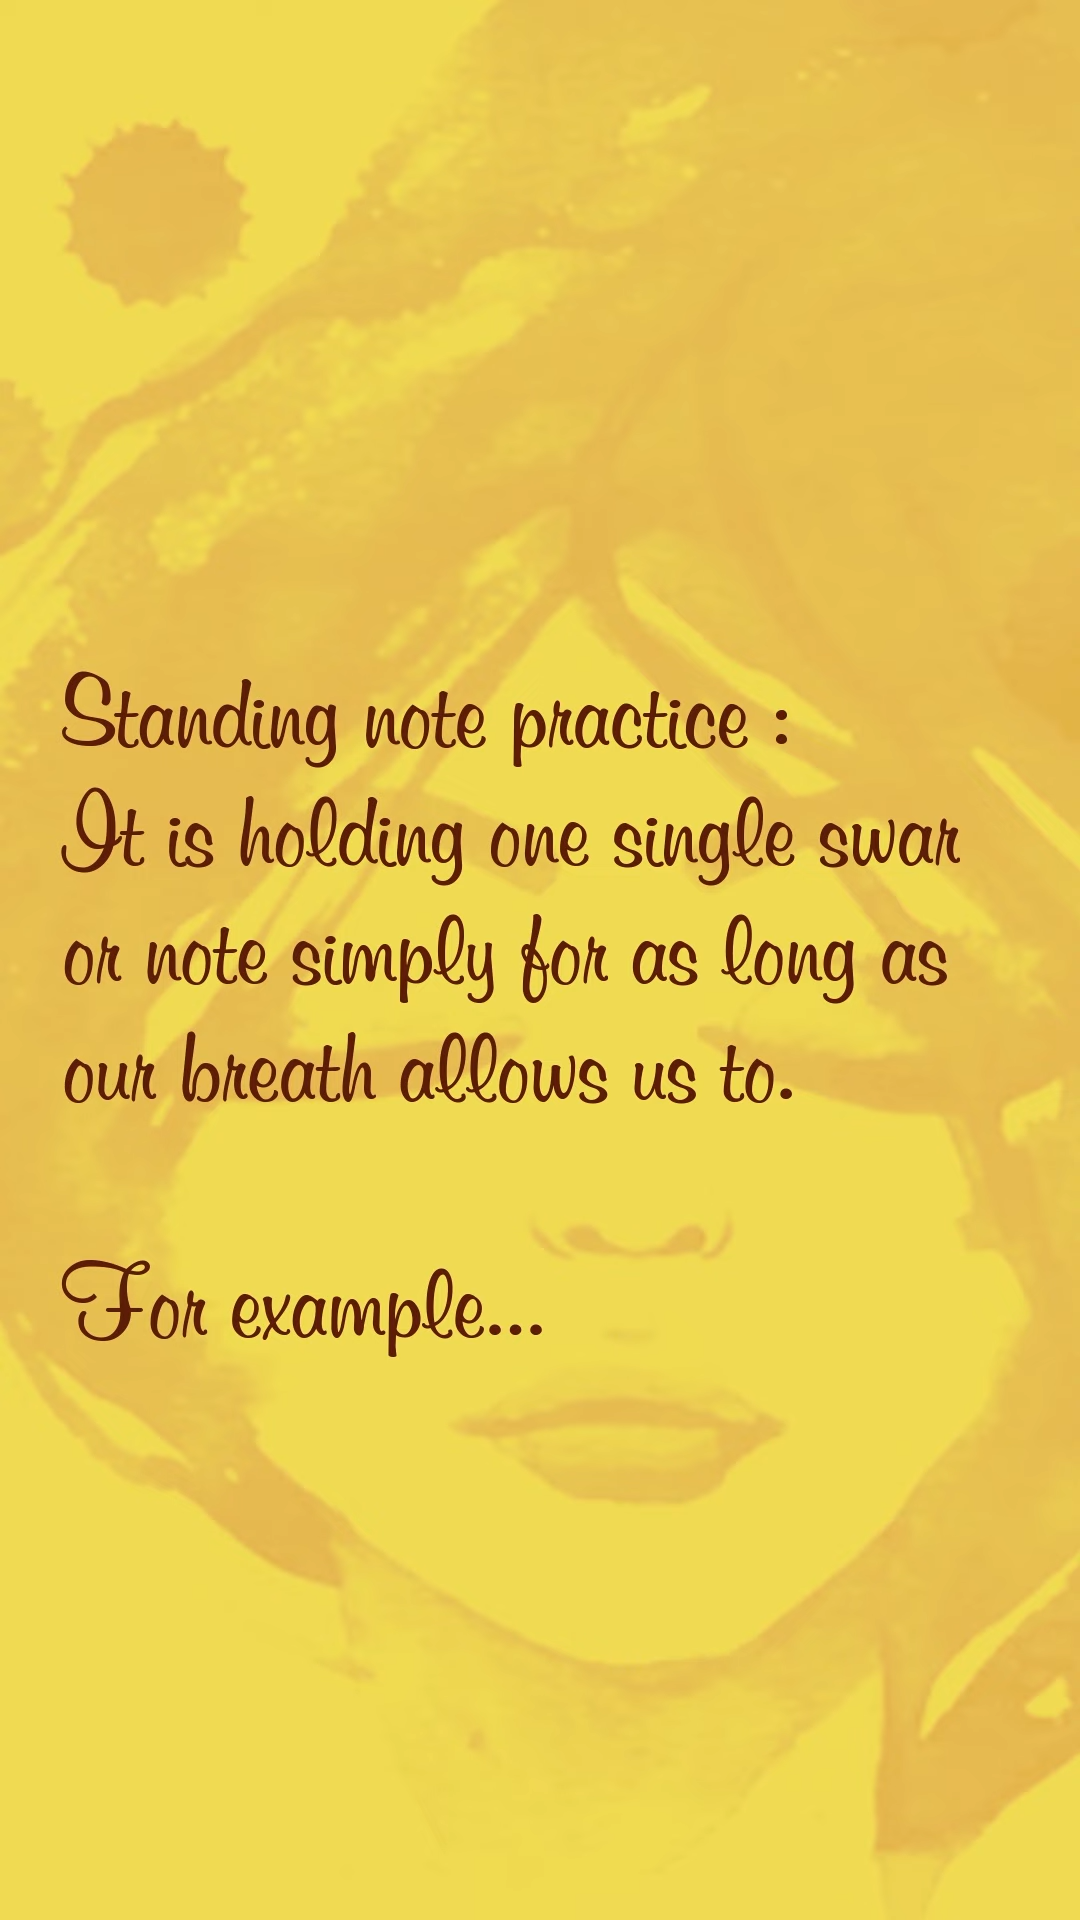 Standing note practice :
It is holding one single swar
or note simply for as long as
our breath allows us to.
For example...